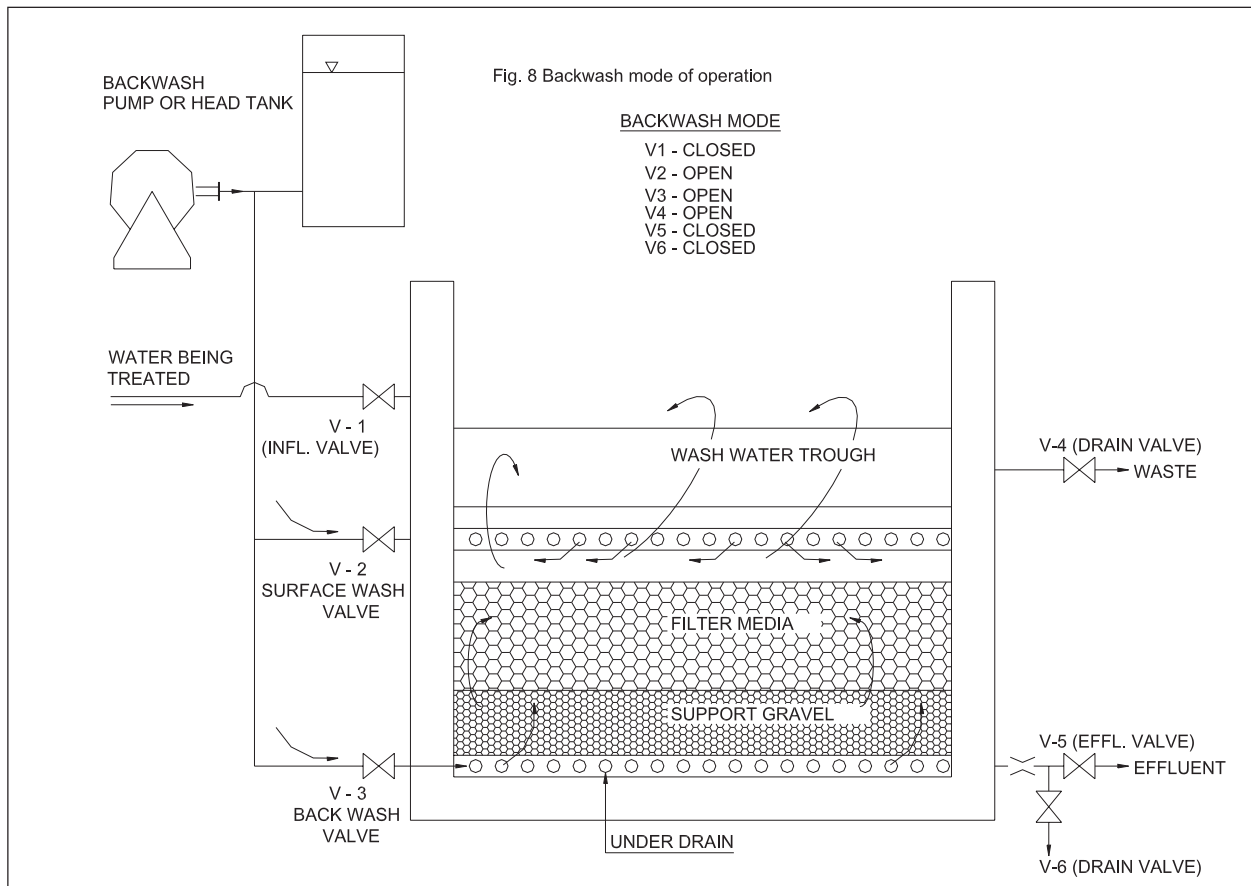 Fig. 8 Backwash mode of operation
BACKWASH
PUMP OR HEAD TANK
BACKWASH MODE
V1 - CLOSED
V2 - OPEN
V3 - OPEN
V4 - OPEN
V5 - CLOSED
V6 - CLOSED
WATER BEING
TREATED
V - 1
(INFL. VALVE)
WASH WATER TROUGH
V-4 (DRAIN VALVE)
WASTE
V - 2
SURFACE WASH
VALVE
FILTER MEDIA
SUPPORT GRAVEL
V-5 (EFFL. VALVE)
EFFLUENT
V - 3
BACK WASH
VALVE
UNDER DRAIN
V-6 (DRAIN VALVE)